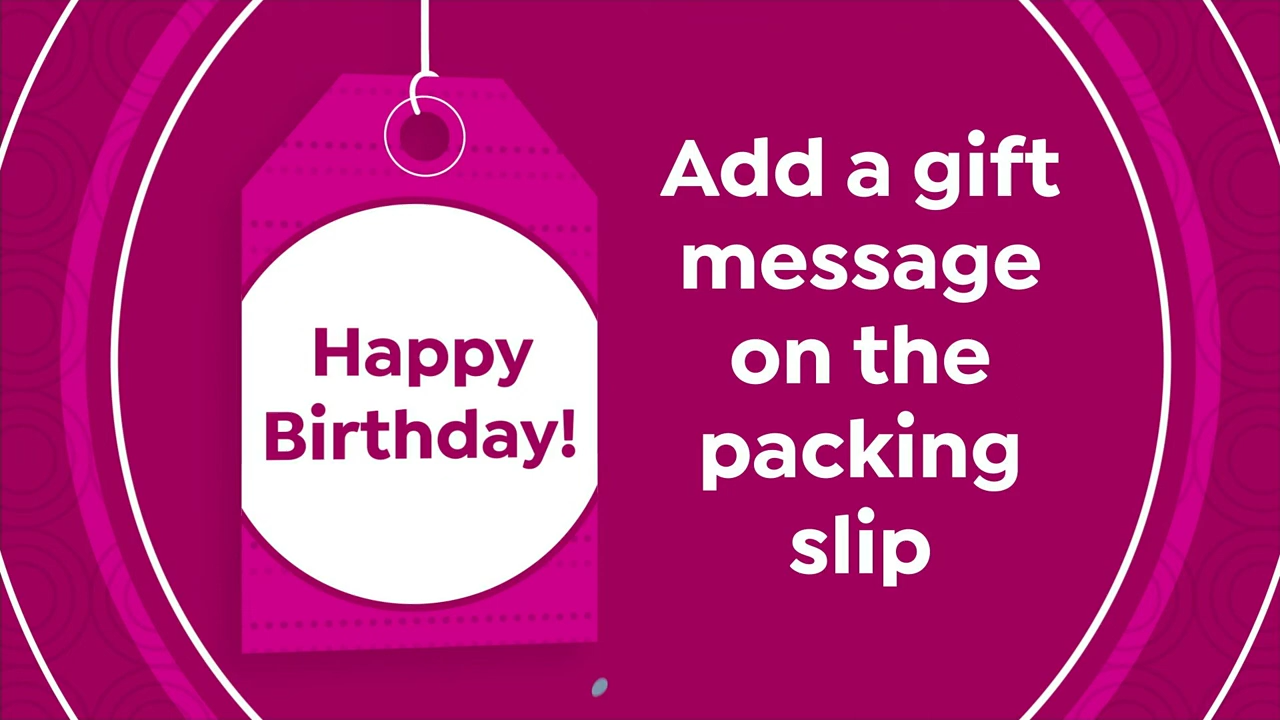 Happy
Birthday!
Add a gift
message
on the
packing
slip